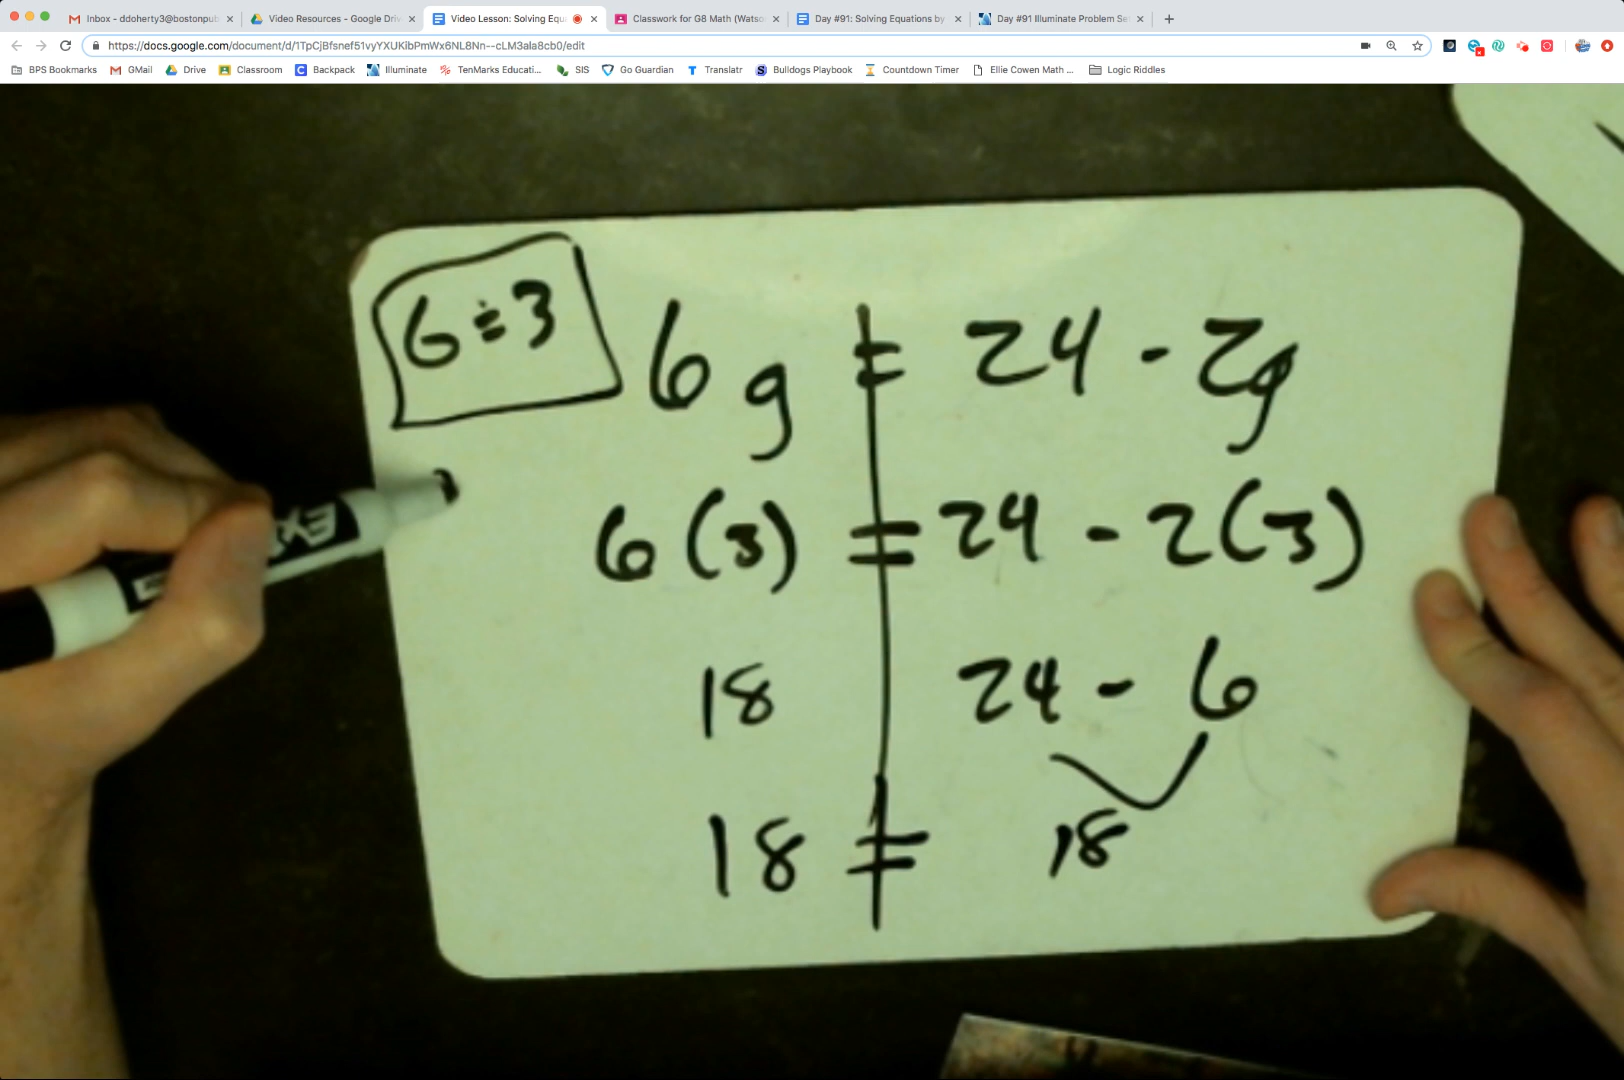 Inbox - ddoherty3@bostonpub
Video Resources - Google Driv
Video Lesson: Solving Equ
Classwork for G8 Math (Watso
Day #91: Solving Equations by
Day #91 Illuminate Problem Se
https://docs.google.com/document/d/1TpCjBfsnef51vyYXUKibPmWx6NL8Nn--cLM3ala8cb0/edit
BPS Bookmarks GMail Drive Classroom Backpack Illuminate TenMarks Educati... SIS Go Guardian Translatr Bulldogs Playbook Countdown Timer Ellie Cowen Math ... Logic Riddles
6 = 3
6g = 24 - 2g
6(3) = 24 - 2(3)
18 24 - 6
18 = 18